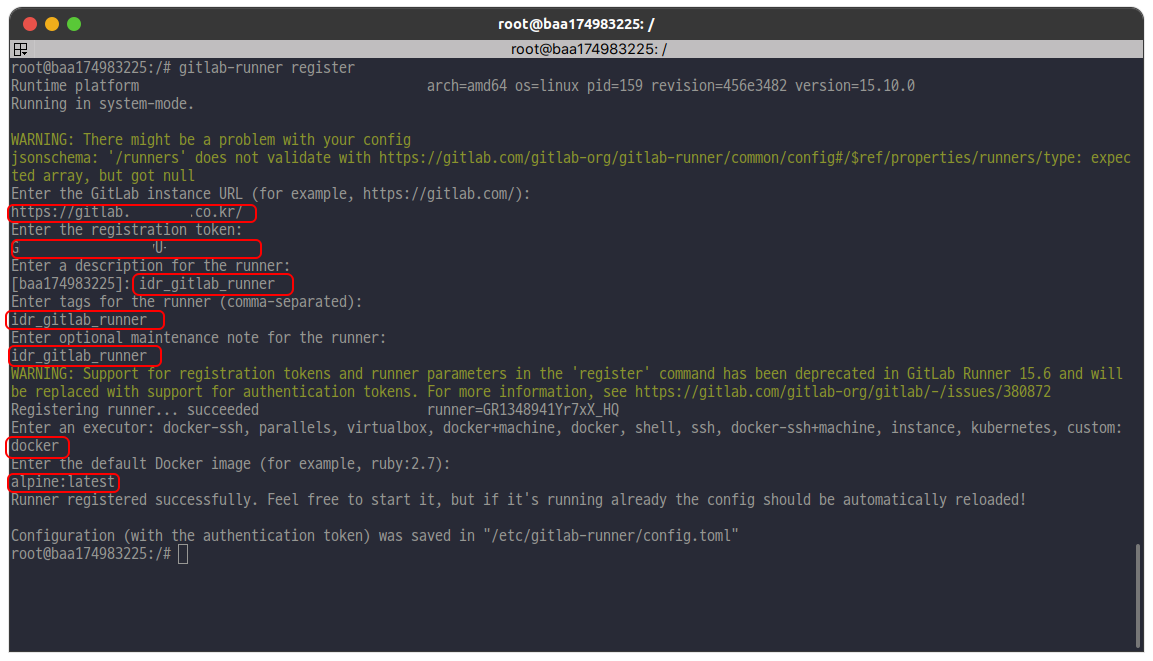 root@baa174983225: /
root@baa174983225: /
root@baa174983225:/# gitlab-runner register
Runtime platform                                    arch=amd64 os=linux pid=159 revision=456e3482 version=15.10.0
Running in system-mode.
WARNING: There might be a problem with your config
jsonschema: '/runners' does not validate with https://gitlab.com/gitlab-org/gitlab-runner/common/config#/$ref/properties/runners/type: expec
ted array, but got null
Enter the GitLab instance URL (for example, https://gitlab.com/):
https://gitlab.       .co.kr/
Enter the registration token:
G                U
Enter a description for the runner:
[baa174983225]: idr_gitlab_runner
Enter tags for the runner (comma-separated):
idr_gitlab_runner
Enter optional maintenance note for the runner:
idr_gitlab_runner
WARNING: Support for registration tokens and runner parameters in the 'register' command has been deprecated in GitLab Runner 15.6 and will
be replaced with support for authentication tokens. For more information, see https://gitlab.com/gitlab-org/gitlab/-/issues/380872
Registering runner... succeeded                     runner=GR1348941Yr7xX_HQ
Enter an executor: docker-ssh, parallels, virtualbox, docker+machine, docker, shell, ssh, docker-ssh+machine, instance, kubernetes, custom:
docker
Enter the default Docker image (for example, ruby:2.7):
alpine:latest
Runner registered successfully. Feel free to start it, but if it's running already the config should be automatically reloaded!
Configuration (with the authentication token) was saved in "/etc/gitlab-runner/config.toml"
root@baa174983225:/#